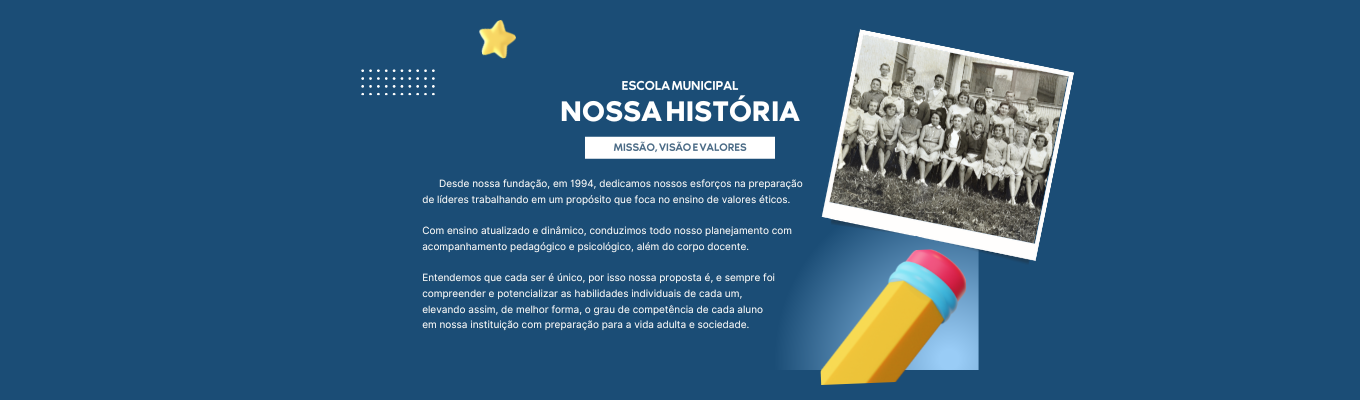 ESCOLA MUNICIPAL
NOSSA HISTÓRIA
MISSÃO, VISÃO E VALORES
Desde nossa fundação, em 1994, dedicamos nossos esforços na preparação
de líderes trabalhando em um propósito que foca no ensino de valores éticos.
Com ensino atualizado e dinâmico, conduzimos todo nosso planejamento com
acompanhamento pedagógico e psicológico, além do corpo docente.
Entendemos que cada ser é único, por isso nossa proposta é, e sempre foi
compreender e potencializar as habilidades individuais de cada um,
elevando assim, de melhor forma, o grau de competência de cada aluno
em nossa instituição com preparação para a vida adulta e sociedade.